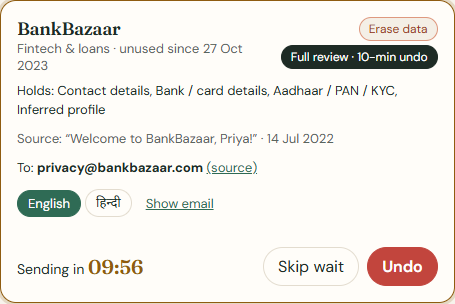 BankBazaar
Erase data
Fintech & loans · unused since 27 Oct
2023
Full review · 10-min undo
Holds: Contact details, Bank / card details, Aadhaar / PAN / KYC,
Inferred profile
Source: “Welcome to BankBazaar, Priya!” · 14 Jul 2022
To: privacy@bankbazaar.com (source)
English
हिन्दी
Show email
Sending in 09:56
Skip wait
Undo